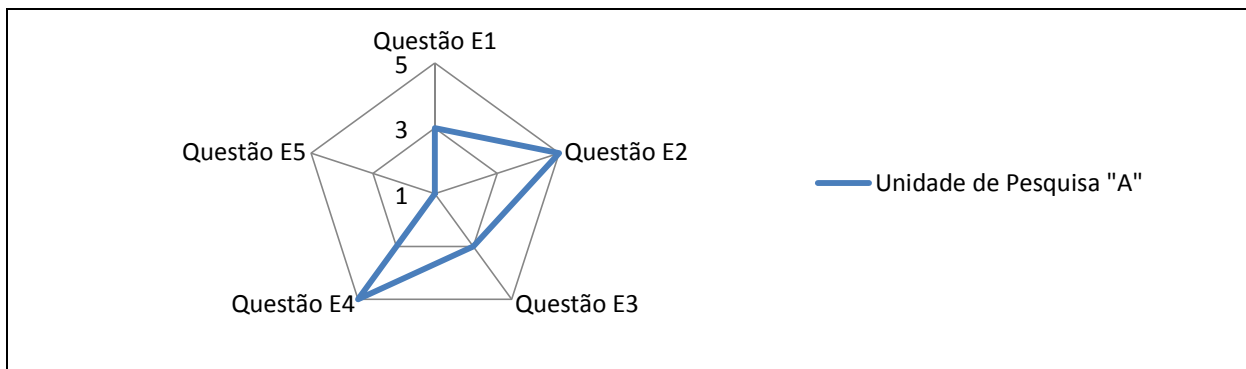 Questão E1
5
3
1
Questão E5
Questão E2
Questão E4
Questão E3
Unidade de Pesquisa "A"